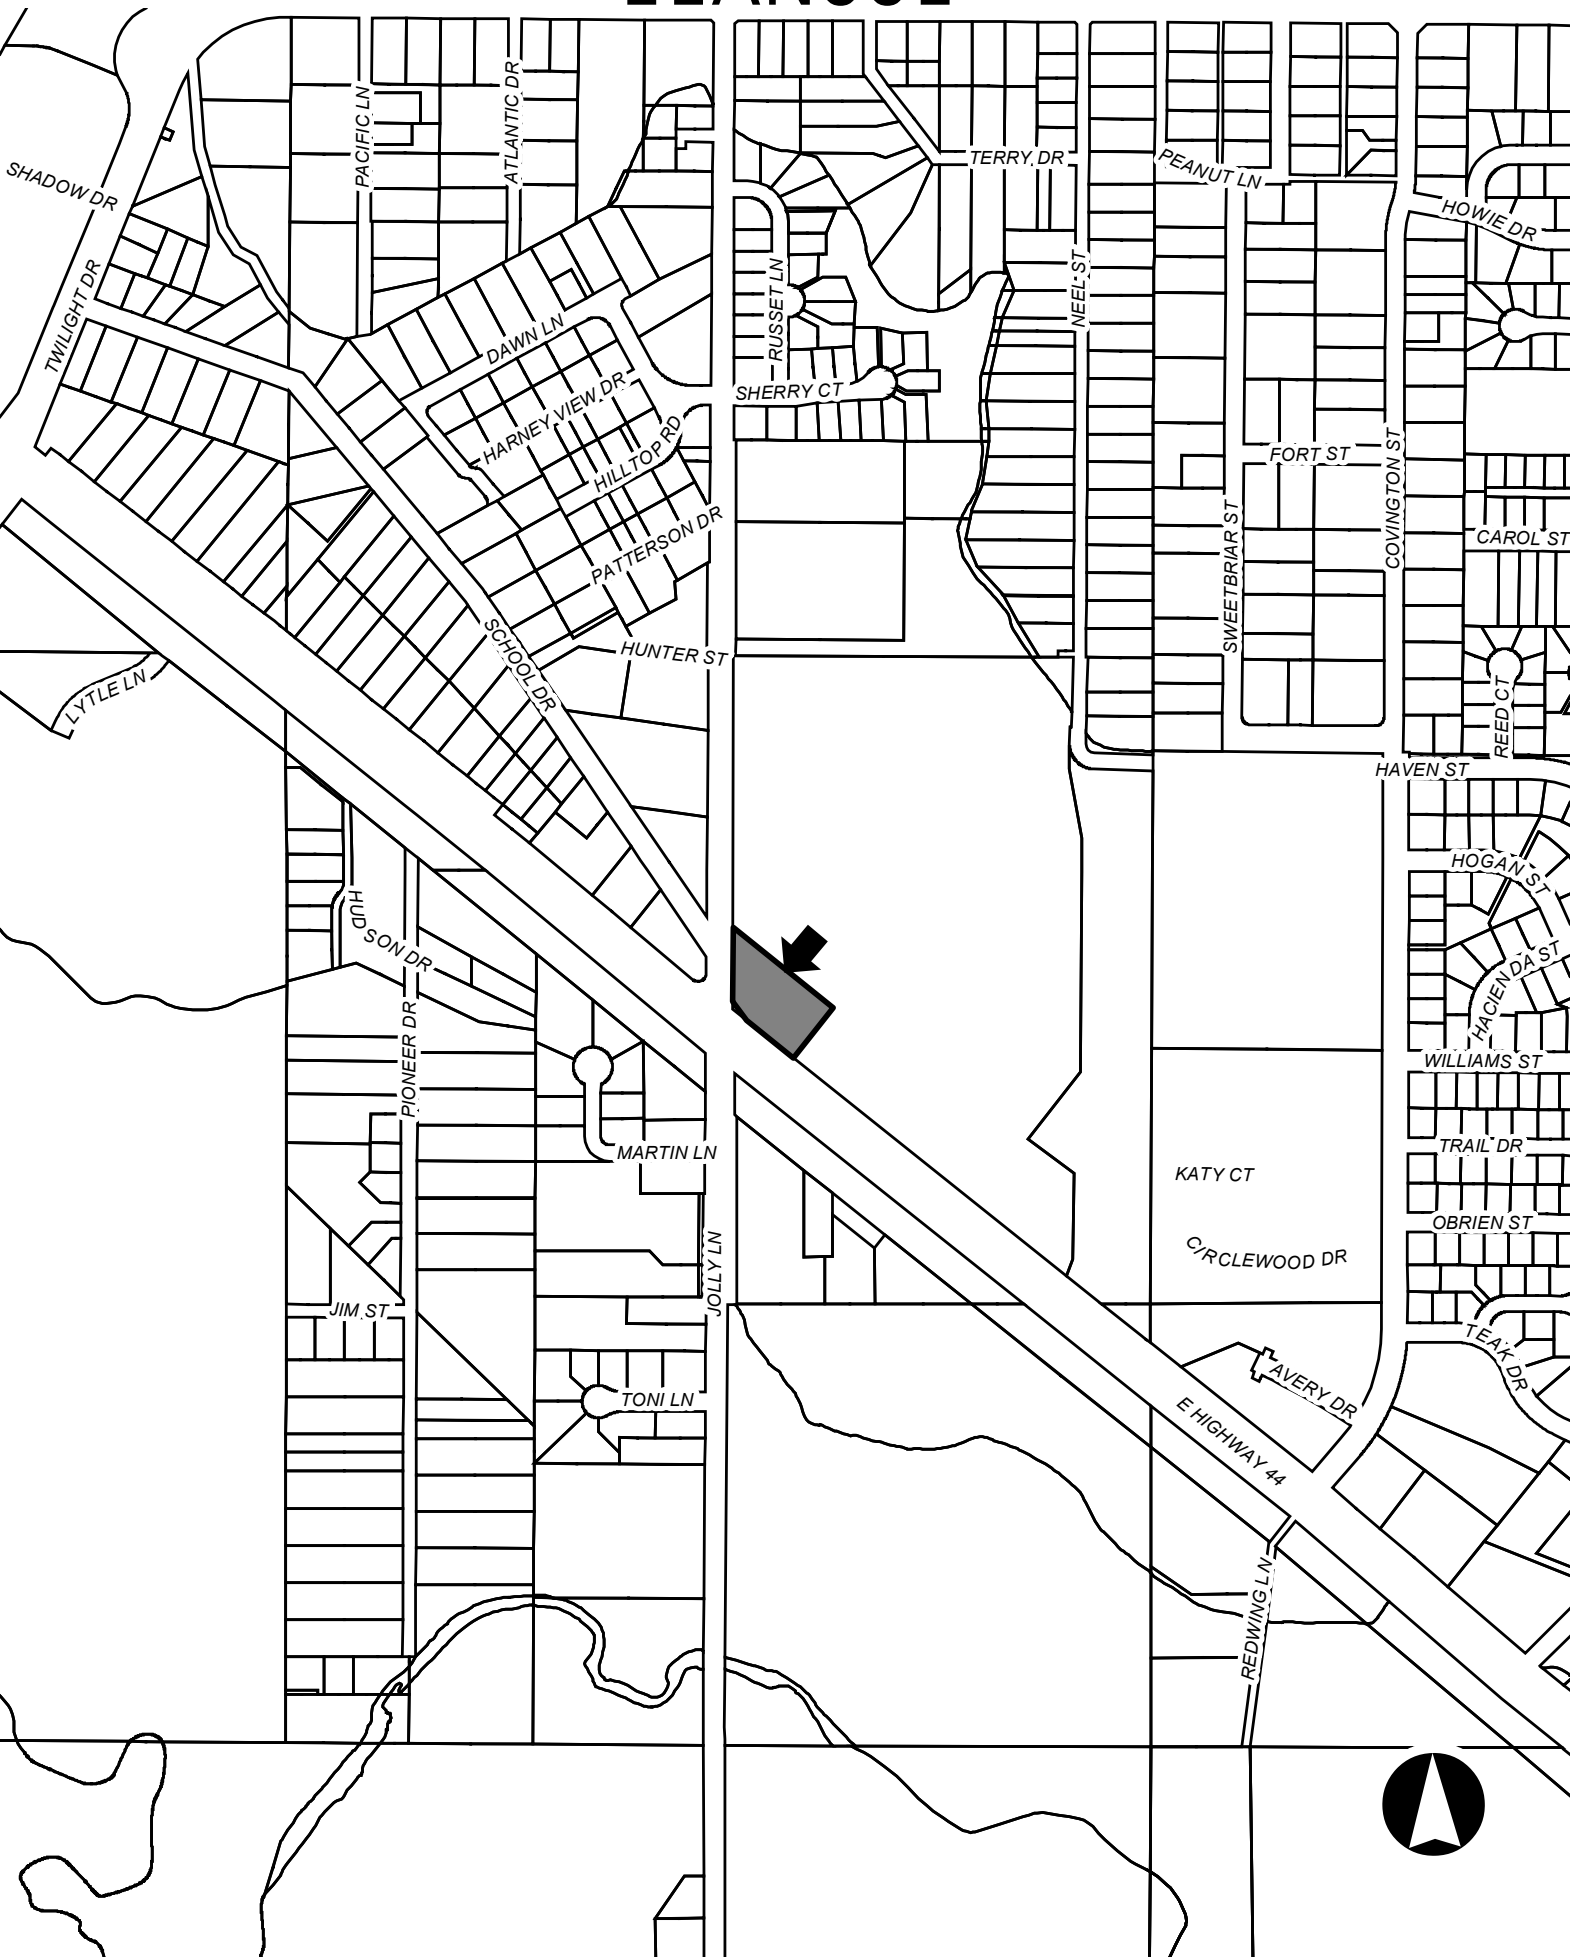 PACIFIC LN
ATLANTIC DR
TERRY DR
PEANUT LN
SHADOW DR
HOWIE DR
TWILIGHT DR
RUSSET LN
NEEL ST
DAWN LN
SHERRY CT
HARNEY VIEW DR
HILLTOP RD
FORT ST
COVINGTON ST
PATTERSON DR
CAROL ST
SWEETBRIAR ST
SCHOOL DR
HUNTER ST
LYTLE LN
REED CT
HAVEN ST
HOGAN ST
HUDSON DR
HACIENDA ST
PIONEER DR
WILLIAMS ST
MARTIN LN
TRAIL DR
KATY CT
OBRIEN ST
CIRCLEWOOD DR
JOLLY LN
JIM ST
TEAK DR
AVERY DR
TONI LN
E HIGHWAY 44
REDWING LN